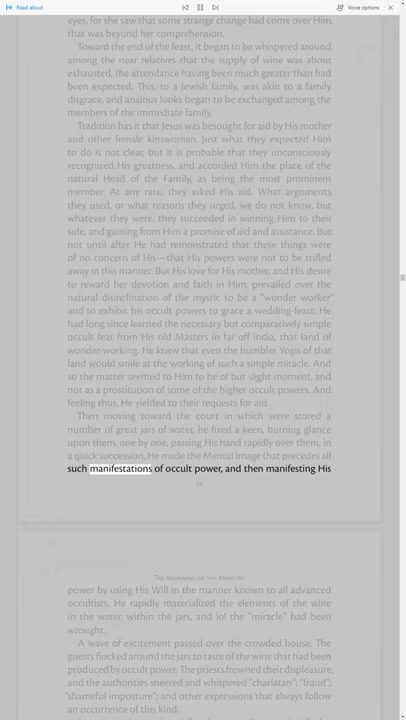 Read aloud
Voice options
eyes, for she saw that some strange change had come over Him,
that was beyond her comprehension.
Toward the end of the feast, it began to be whispered around
among the near relatives that the supply of wine was about
exhausted, the attendance having been much greater than had
been expected. This, to a Jewish family, was akin to a family
disgrace, and anxious looks began to be exchanged among the
members of the immediate family.
Tradition has it that Jesus was besought for aid by His mother
and other female kinswoman. Just what they expected Him
to do is not clear, but it is probable that they unconsciously
recognized His greatness, and accorded Him the place of the
natural Head of the Family, as being the most prominent
member. At any rate, they asked His aid. What arguments
they used, or what reasons they urged, we do not know, but
whatever they were, they succeeded in winning Him to their
side, and gaining from Him a promise of aid and assistance. But
not until after He had remonstrated that these things were
of no concern of His—that His powers were not to be trifled
away in this manner. But His love for His mother, and His desire
to reward her devotion and faith in Him, prevailed over the
natural disinclination of the mystic to be a "wonder worker"
and to exhibit his occult powers to grace a wedding-feast. He
had long since learned the necessary but comparatively simple
occult feat from His old Masters in far off India, that land of
wonder-working. He knew that even the humbler Yogis of that
land would smile at the working of such a simple miracle. And
so the matter seemed to Him to be of but slight moment, and
not as a prostitution of some of the higher occult powers. And
feeling thus, He yielded to their requests for aid.
Then moving toward the court in which were stored a
number of great jars of water, he fixed a keen, burning glance
upon them, one by one, passing His hand rapidly over them, in
a quick succession, He made the Mental Image that precedes all
such manifestations of occult power, and then manifesting His
The Beginning of the Ministry
power by using His Will in the manner known to all advanced
occultists, He rapidly materialized the elements of the wine
in the water, within the jars, and lo! the "miracle" had been
wrought.
A wave of excitement passed over the crowded house. The
guests flocked around the jars to taste of the wine that had been
produced by occult power. The priests frowned their displeasure,
and the authorities sneered and whispered "charlatan"; "fraud";
"shameful imposture"; and other expressions that always follow
an occurrence of this kind.